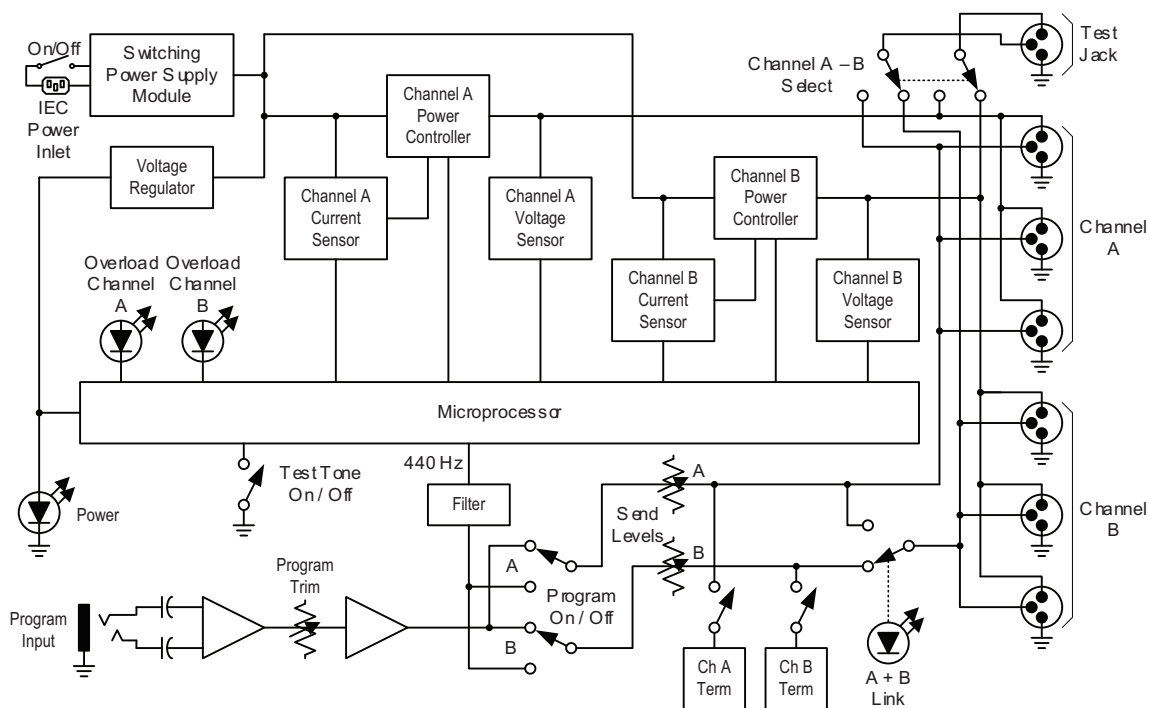 On/Off
IEC
Power
Inlet
Switching
Power Supply
Module
Voltage
Regulator
Channel A
Power
Controller
Channel A
Current
Sensor
Channel A
Voltage
Sensor
Channel B
Power
Controller
Channel B
Current
Sensor
Channel B
Voltage
Sensor
Channel A – B
Select
Test
Jack
Channel
A
Channel
B
Overload
Channel
A
Overload
Channel
B
Microprocessor
Power
Test Tone
On / Off
440 Hz
Filter
Program
Input
Program
Trim
A
B
Program
On / Off
Send
Levels
A
B
Ch A
Term
Ch B
Term
A + B
Link